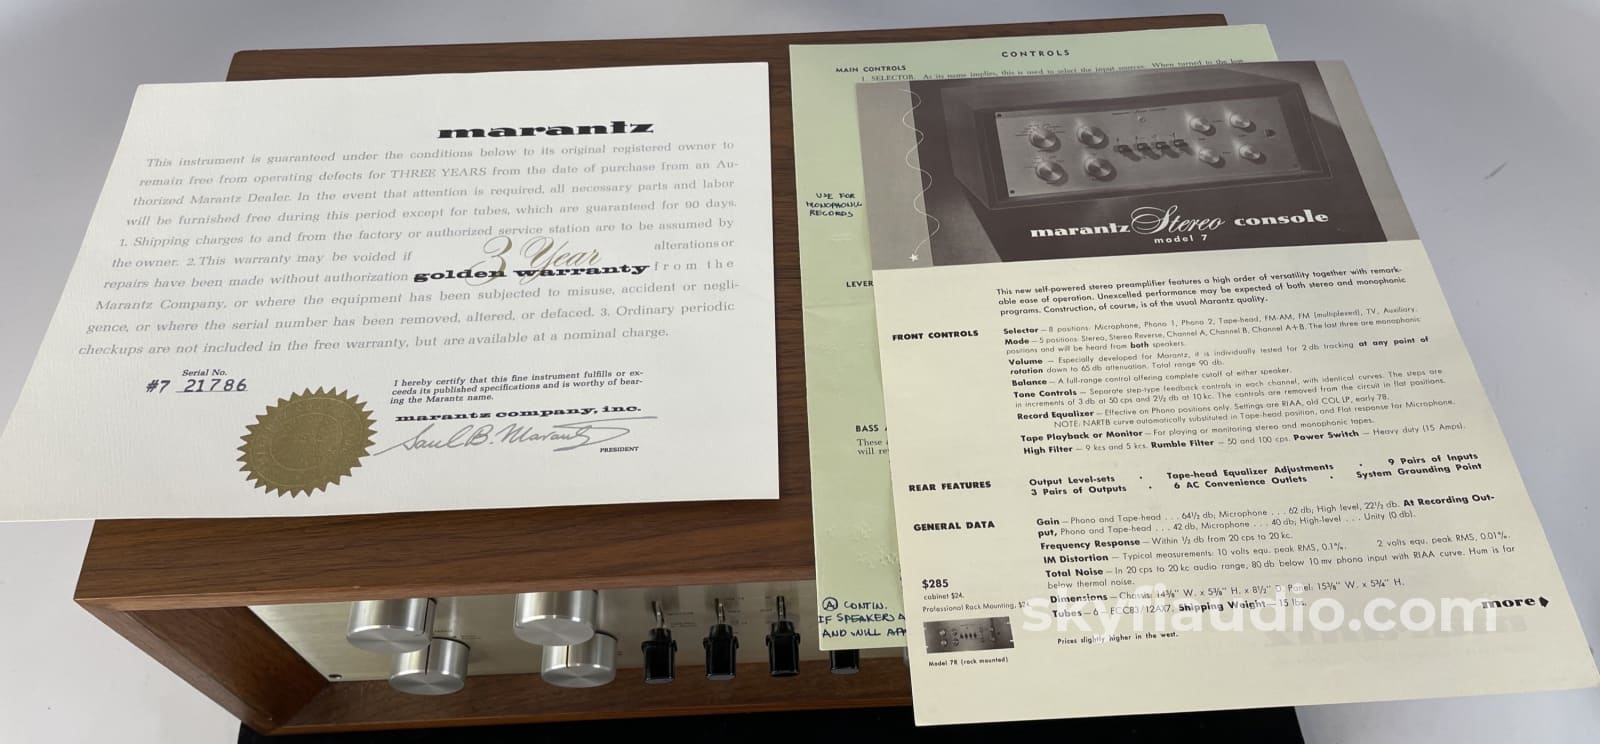 marantz
This instrument is guaranteed under the conditions below to its original registered owner to
remain free from operating defects for THREE YEARS from the date of purchase from an Au-
thorized Marantz Dealer. In the event that attention is required, all necessary parts and labor
will be furnished free during this period except for tubes, which are guaranteed for 90 days.
1. Shipping charges to and from the factory or authorized service station are to be assumed by
the owner. 2. This warranty may be voided if 3 Year alterations or
repairs have been made without authorization golden warranty from the
Marantz Company, or where the equipment has been subjected to misuse, accident or negli-
gence, or where the serial number has been removed, altered, or defaced. 3. Ordinary periodic
checkups are not included in the free warranty, but are available at a nominal charge.
Serial No.
#7 21786
I hereby certify that this fine instrument fulfills or ex-
ceeds its published specifications and is worthy of bear-
ing the Marantz name.
marantz company, inc.
Saul B. Marantz
PRESIDENT
CONTROLS
MAIN CONTROLS
1. SELECTOR. As its name implies, this is used to select the input sources. When turned to the
USE FOR
MONOPHONIC
RECORDS
LEVER
BASS
These
will re
Ⓐ CONTIN.
IF SPEAKERS A
AND WILL AP
marantz Stereo console
model 7
This new self-powered stereo preamplifier features a high order of versatility together with remark-
able ease of operation. Unexcelled performance may be expected of both stereo and monophonic
programs. Construction, of course, is of the usual Marantz quality.
FRONT CONTROLS
Selector — 8 positions: Microphone, Phono 1, Phono 2, Tape-head, FM-AM, FM (multiplexed), TV, Auxiliary.
Mode — 5 positions: Stereo, Stereo Reverse, Channel A, Channel B, Channel A+B. The last three are monophonic
positions and will be heard from both speakers.
Volume — Especially developed for Marantz, it is individually tested for 2 db tracking at any point of
rotation down to 65 db attenuation. Total range 90 db.
Balance — A full-range control offering complete cutoff of either speaker.
Tone Controls — Separate step-type feedback controls in each channel, with identical curves. The steps are
in increments of 3 db at 50 cps and 2½ db at 10 kc. The controls are removed from the circuit in flat positions.
Record Equalizer — Effective on Phono positions only. Settings are RIAA, old COL LP, early 78.
NOTE: NARTB curve automatically substituted in Tape-head position, and Flat response for Microphone.
Tape Playback or Monitor — For playing or monitoring stereo and monophonic tapes.
High Filter — 9 kcs and 5 kcs. Rumble Filter — 50 and 100 cps. Power Switch — Heavy duty (15 Amps).
REAR FEATURES
Output Level-sets • Tape-head Equalizer Adjustments • 9 Pairs of Inputs
3 Pairs of Outputs • 6 AC Convenience Outlets • System Grounding Point
GENERAL DATA
Gain — Phono and Tape-head . . . 64½ db; Microphone . . . 62 db; High level, 22½ db. At Recording Out-
put, Phono and Tape-head . . . 42 db, Microphone . . . 40 db; High-level . . . Unity (0 db).
Frequency Response — Within ½ db from 20 cps to 20 kc.
IM Distortion — Typical measurements: 10 volts equ. peak RMS, 0.1%. 2 volts equ. peak RMS, 0.01%.
Total Noise — In 20 cps to 20 kc audio range, 80 db below 10 mv phono input with RIAA curve. Hum is far
below thermal noise.
Dimensions — Chassis: 14⅜" W. x 5⅜" H. x 8½" D. Panel: 15⅜" W. x 5¾" H.
Tubes — 6 — ECC83/12AX7. Shipping Weight — 15 lbs.
$285
cabinet $24.
Professional Rack Mounting, $24
Prices slightly higher in the west.
more
Model 7R (rack mounted)
skyfiaudio.com